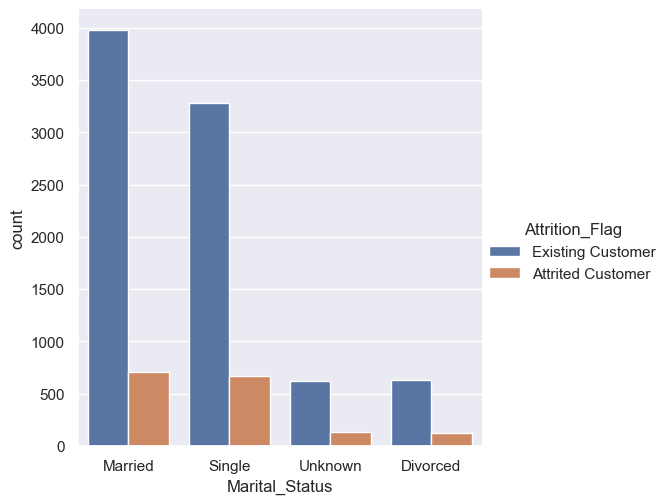 4000
3500
3000
2500
2000
1500
1000
500
0
count
Married Single Unknown Divorced
Marital_Status
Attrition_Flag
Existing Customer
Attrited Customer